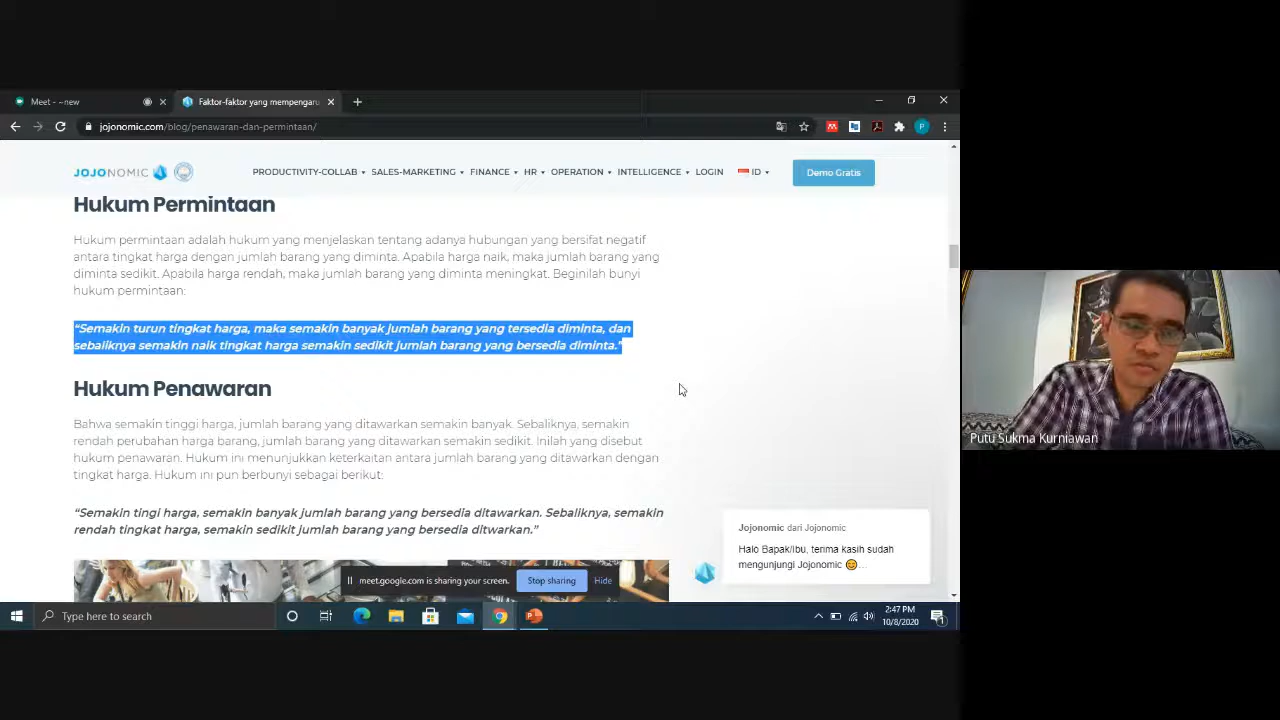 Meet - ~new
Faktor-faktor yang mempengaru
jojonomic.com/blog/penawaran-dan-permintaan/
JOJONOMIC
PRODUCTIVITY-COLLAB
SALES-MARKETING
FINANCE
HR
OPERATION
INTELLIGENCE
LOGIN
ID
Demo Gratis
Hukum Permintaan
Hukum permintaan adalah hukum yang menjelaskan tentang adanya hubungan yang bersifat negatif
antara tingkat harga dengan jumlah barang yang diminta. Apabila harga naik, maka jumlah barang yang
diminta sedikit. Apabila harga rendah, maka jumlah barang yang diminta meningkat. Beginilah bunyi
hukum permintaan:
“Semakin turun tingkat harga, maka semakin banyak jumlah barang yang tersedia diminta, dan
sebaliknya semakin naik tingkat harga semakin sedikit jumlah barang yang bersedia diminta.”
Hukum Penawaran
Bahwa semakin tinggi harga, jumlah barang yang ditawarkan semakin banyak. Sebaliknya, semakin
rendah perubahan harga barang, jumlah barang yang ditawarkan semakin sedikit. Inilah yang disebut
hukum penawaran. Hukum ini menunjukkan keterkaitan antara jumlah barang yang ditawarkan dengan
tingkat harga. Hukum ini pun berbunyi sebagai berikut:
“Semakin tingi harga, semakin banyak jumlah barang yang bersedia ditawarkan. Sebaliknya, semakin
rendah tingkat harga, semakin sedikit jumlah barang yang bersedia ditwarkan.”
Jojonomic dari Jojonomic
Halo Bapak/Ibu, terima kasih sudah
mengunjungi Jojonomic 😊...
meet.google.com is sharing your screen.
Stop sharing
Hide
Putu Sukma Kurniawan
Type here to search
2:47 PM
10/8/2020